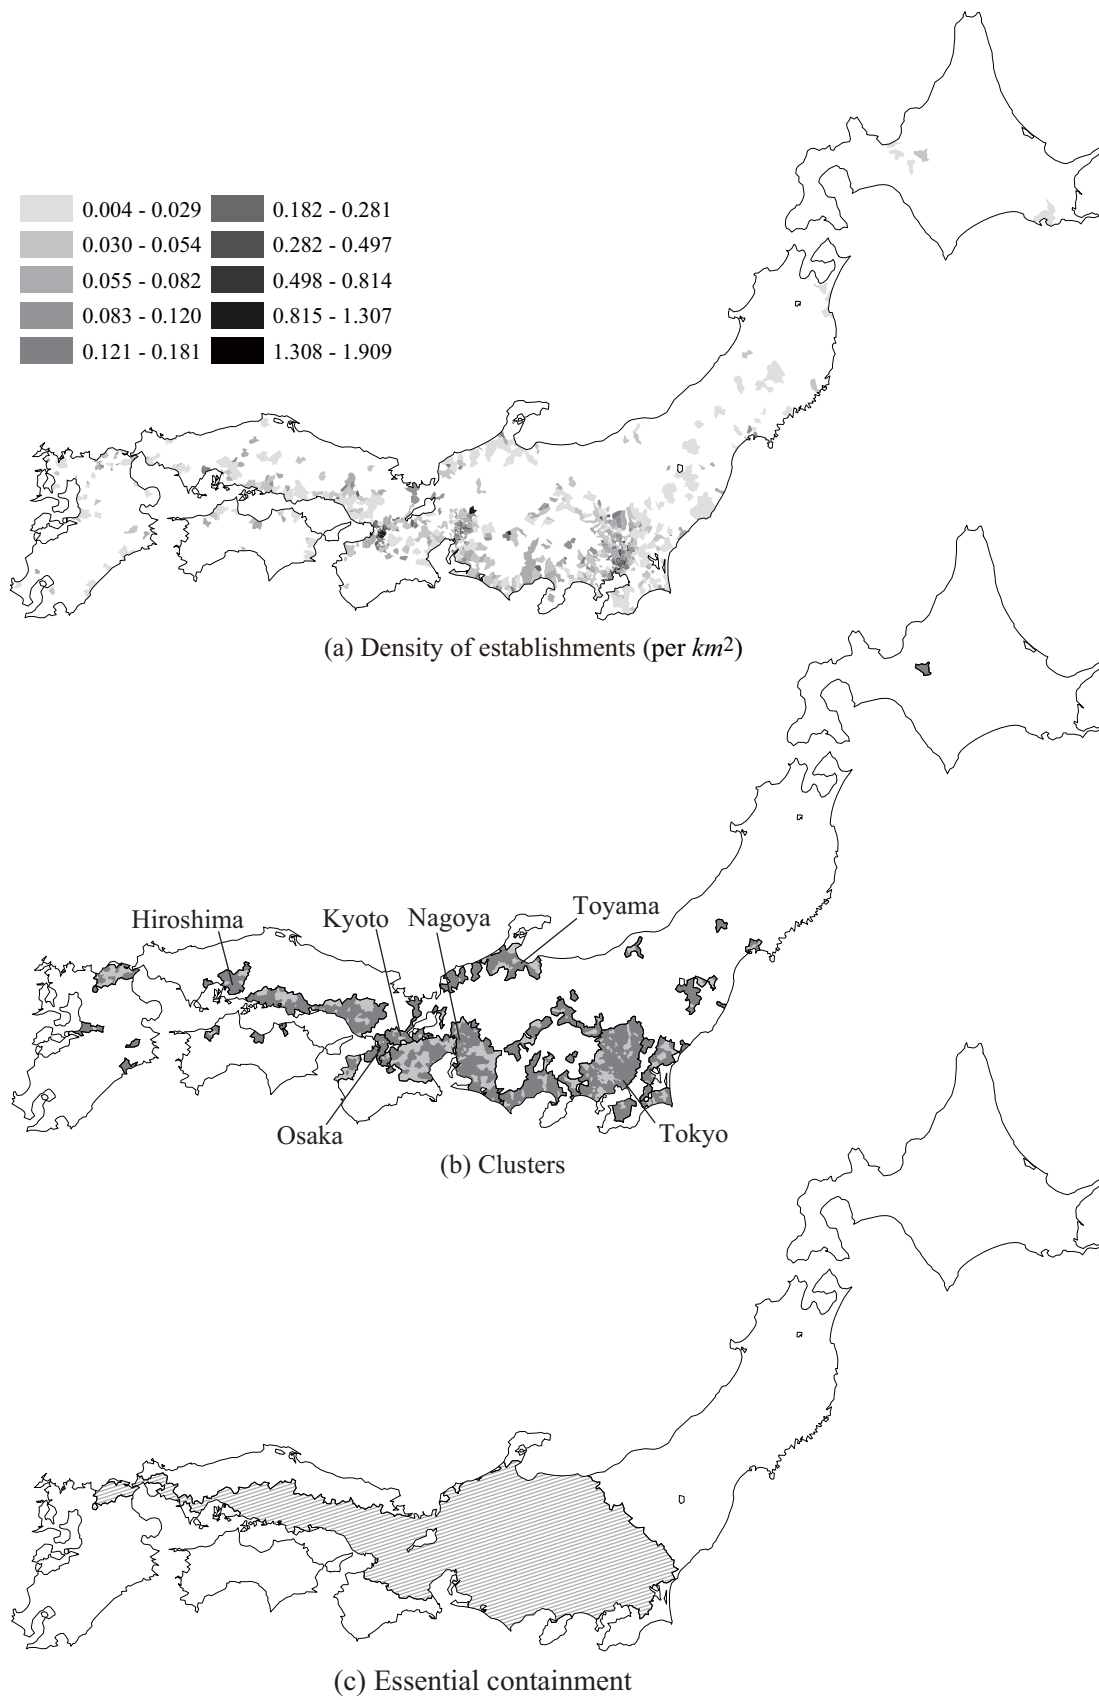 0.004 - 0.029 0.182 - 0.281
0.030 - 0.054 0.282 - 0.497
0.055 - 0.082 0.498 - 0.814
0.083 - 0.120 0.815 - 1.307
0.121 - 0.181 1.308 - 1.909
(a) Density of establishments (per km²)
Hiroshima Kyoto Nagoya Toyama
Osaka Tokyo
(b) Clusters
(c) Essential containment